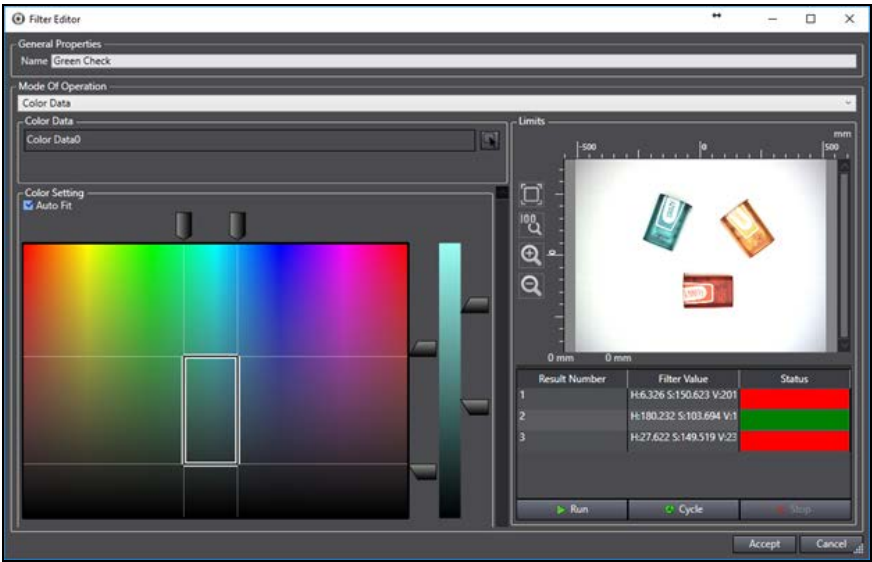 Filter Editor
General Properties
Name Green Check
Mode Of Operation
Color Data
Color Data
Color Data0
Color Setting
Auto Fit
Limits
mm
-500 0 500
100
0
0 mm 0 mm
Result Number Filter Value Status
1 H:6.326 S:150.623 V:201
2 H:180.232 S:103.694 V:1
3 H:27.622 S:149.519 V:23
Run Cycle Stop
Accept Cancel